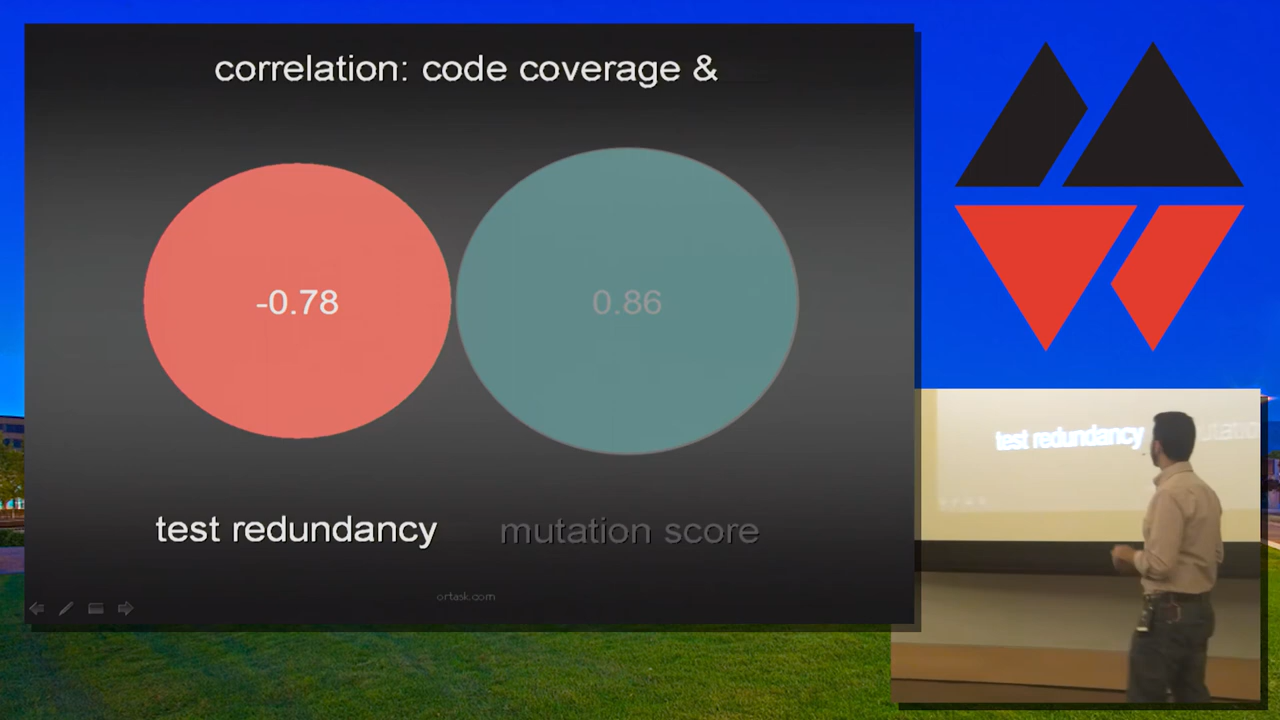 correlation: code coverage &
-0.78
0.86
test redundancy
mutation score
ortask.com
test redundancy